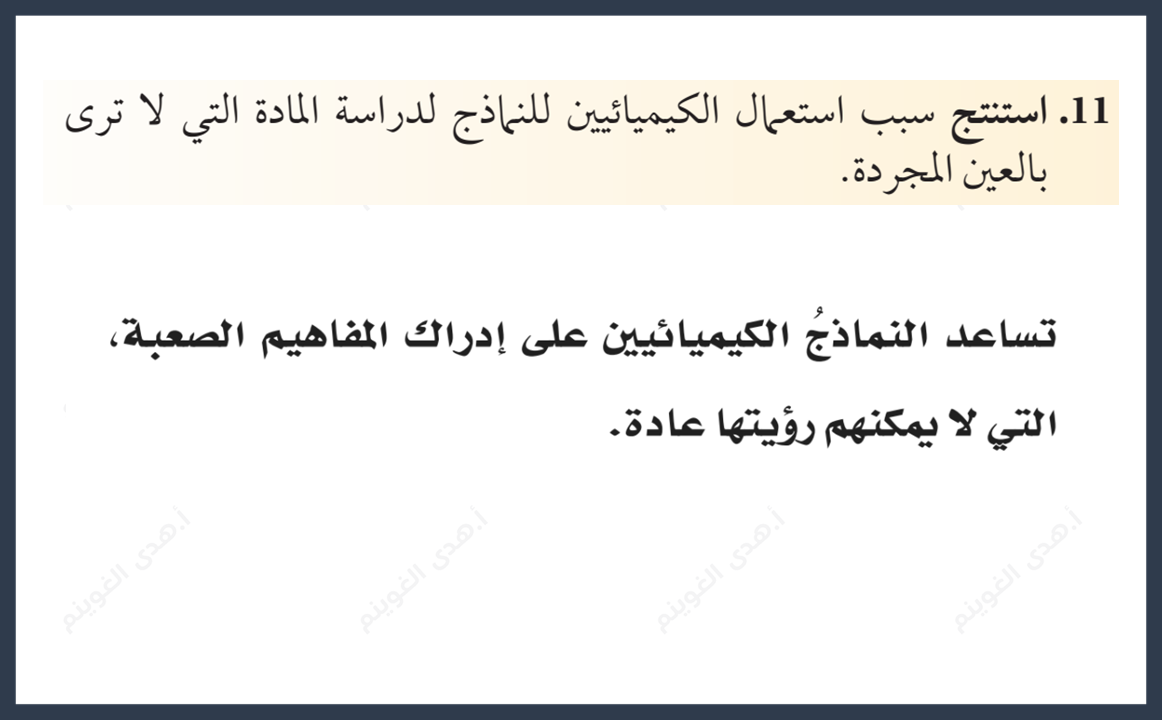 11. استنتج سبب استعمال الكيميائيين للنماذج لدراسة المادة التي لا ترى
بالعين المجردة.
تساعد النماذجُ الكيميائيين على إدراك المفاهيم الصعبة،
التي لا يمكنهم رؤيتها عادة.
أ.هدى الغوينم أ.هدى الغوينم أ.هدى الغوينم أ.هدى الغوينم